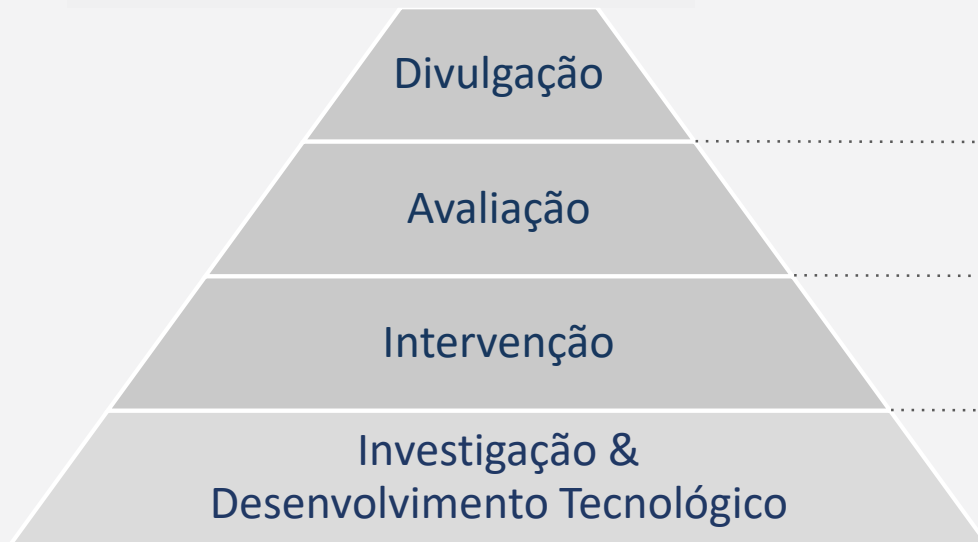 Divulgação
Avaliação
Intervenção
Investigação &
Desenvolvimento Tecnológico